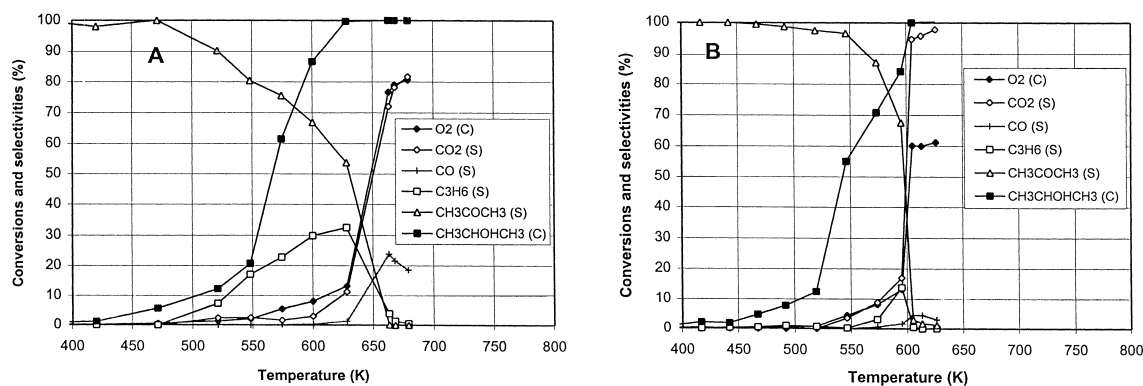 A
Conversions and selectivities (%)
100
90
80
70
60
50
40
30
20
10
0
400 450 500 550 600 650 700 750 800
Temperature (K)
O2 (C)
CO2 (S)
CO (S)
C3H6 (S)
CH3COCH3 (S)
CH3CHOHCH3 (C)
B
Conversions and selectivities (%)
100
90
80
70
60
50
40
30
20
10
0
400 450 500 550 600 650 700 750 800
Temperature (K)
O2 (C)
CO2 (S)
CO (S)
C3H6 (S)
CH3COCH3 (S)
CH3CHOHCH3 (C)